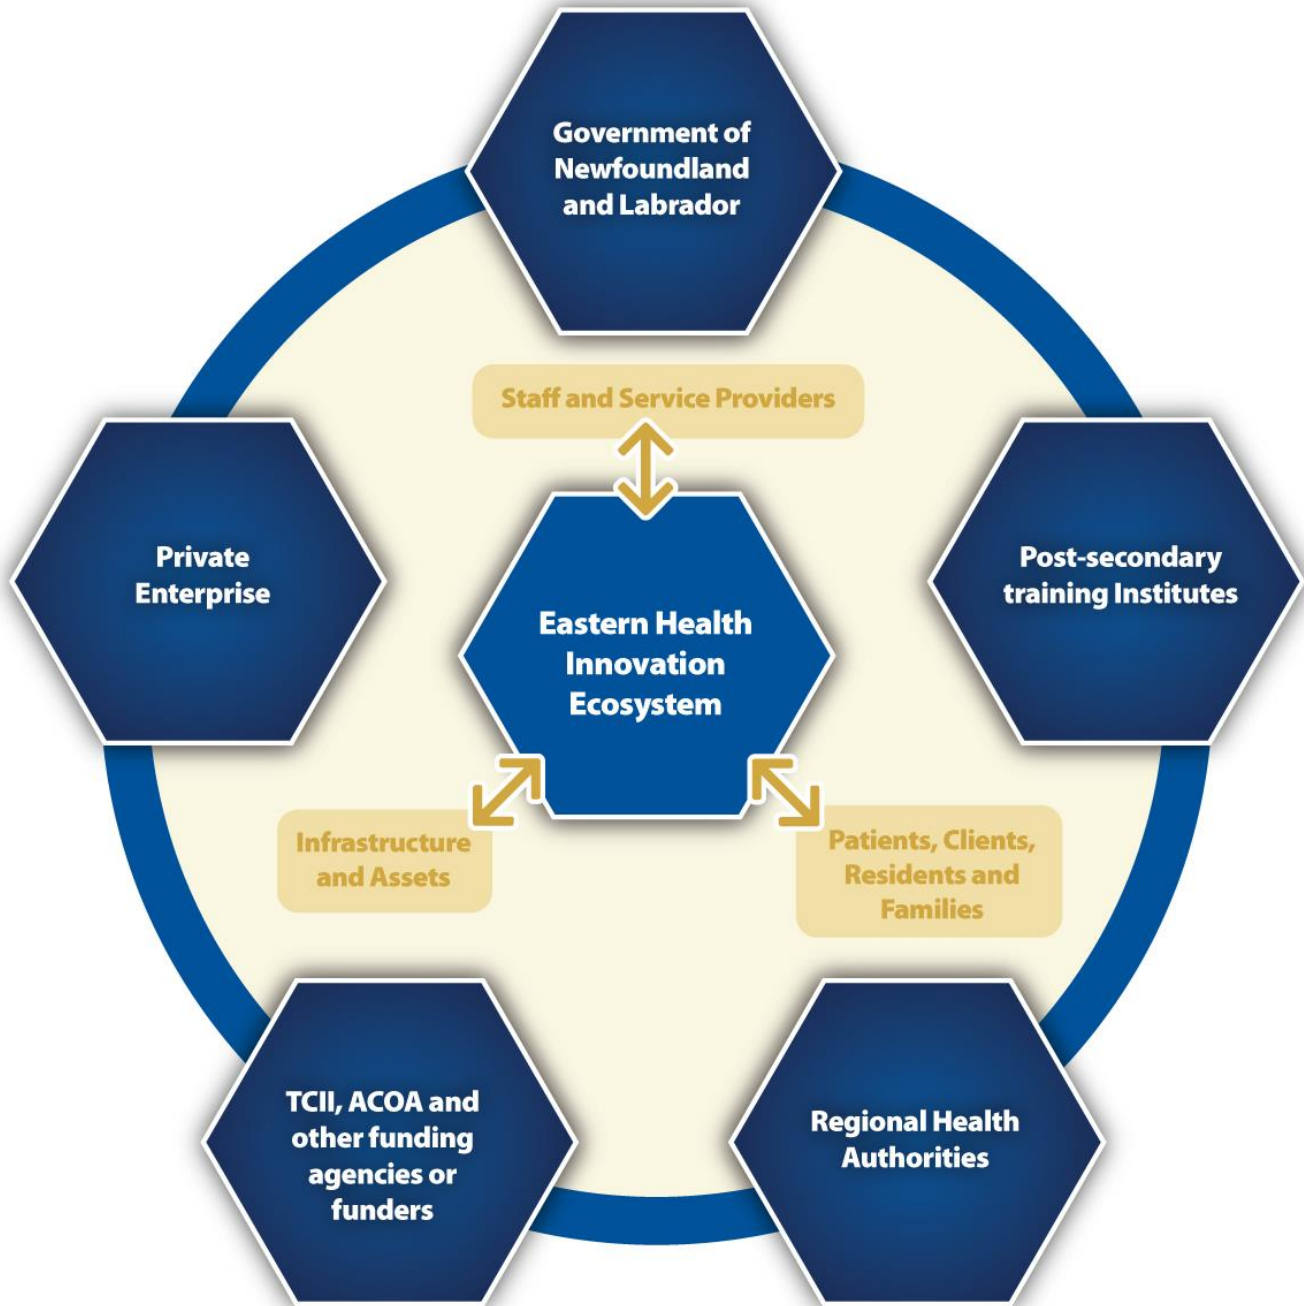 Government of
Newfoundland
and Labrador
Staff and Service Providers
Private
Enterprise
Post-secondary
training Institutes
Eastern Health
Innovation
Ecosystem
Infrastructure
and Assets
Patients, Clients,
Residents and
Families
TCII, ACOA and
other funding
agencies or
funders
Regional Health
Authorities